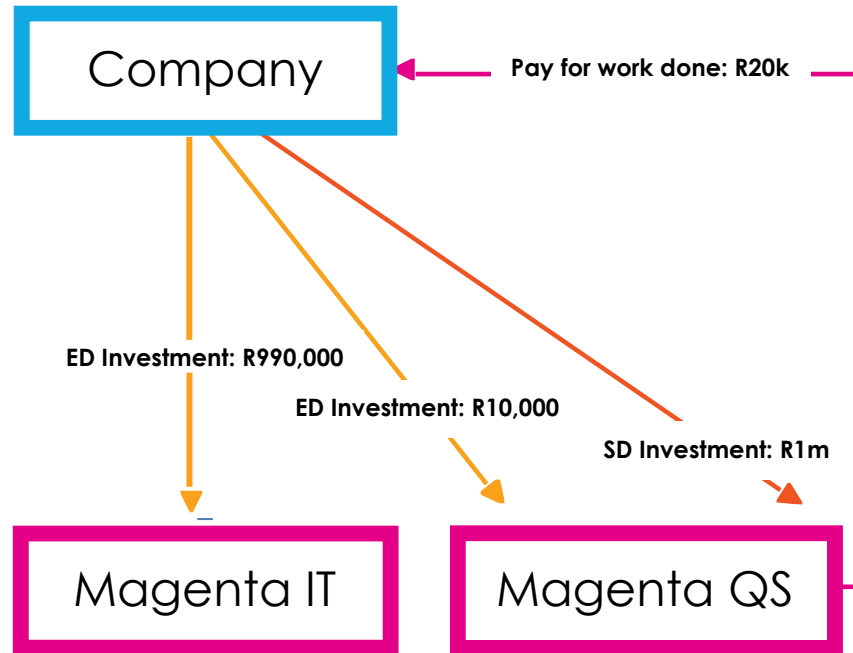 Company
Pay for work done: R20k
ED Investment: R990,000
ED Investment: R10,000
SD Investment: R1m
Magenta IT
Magenta QS